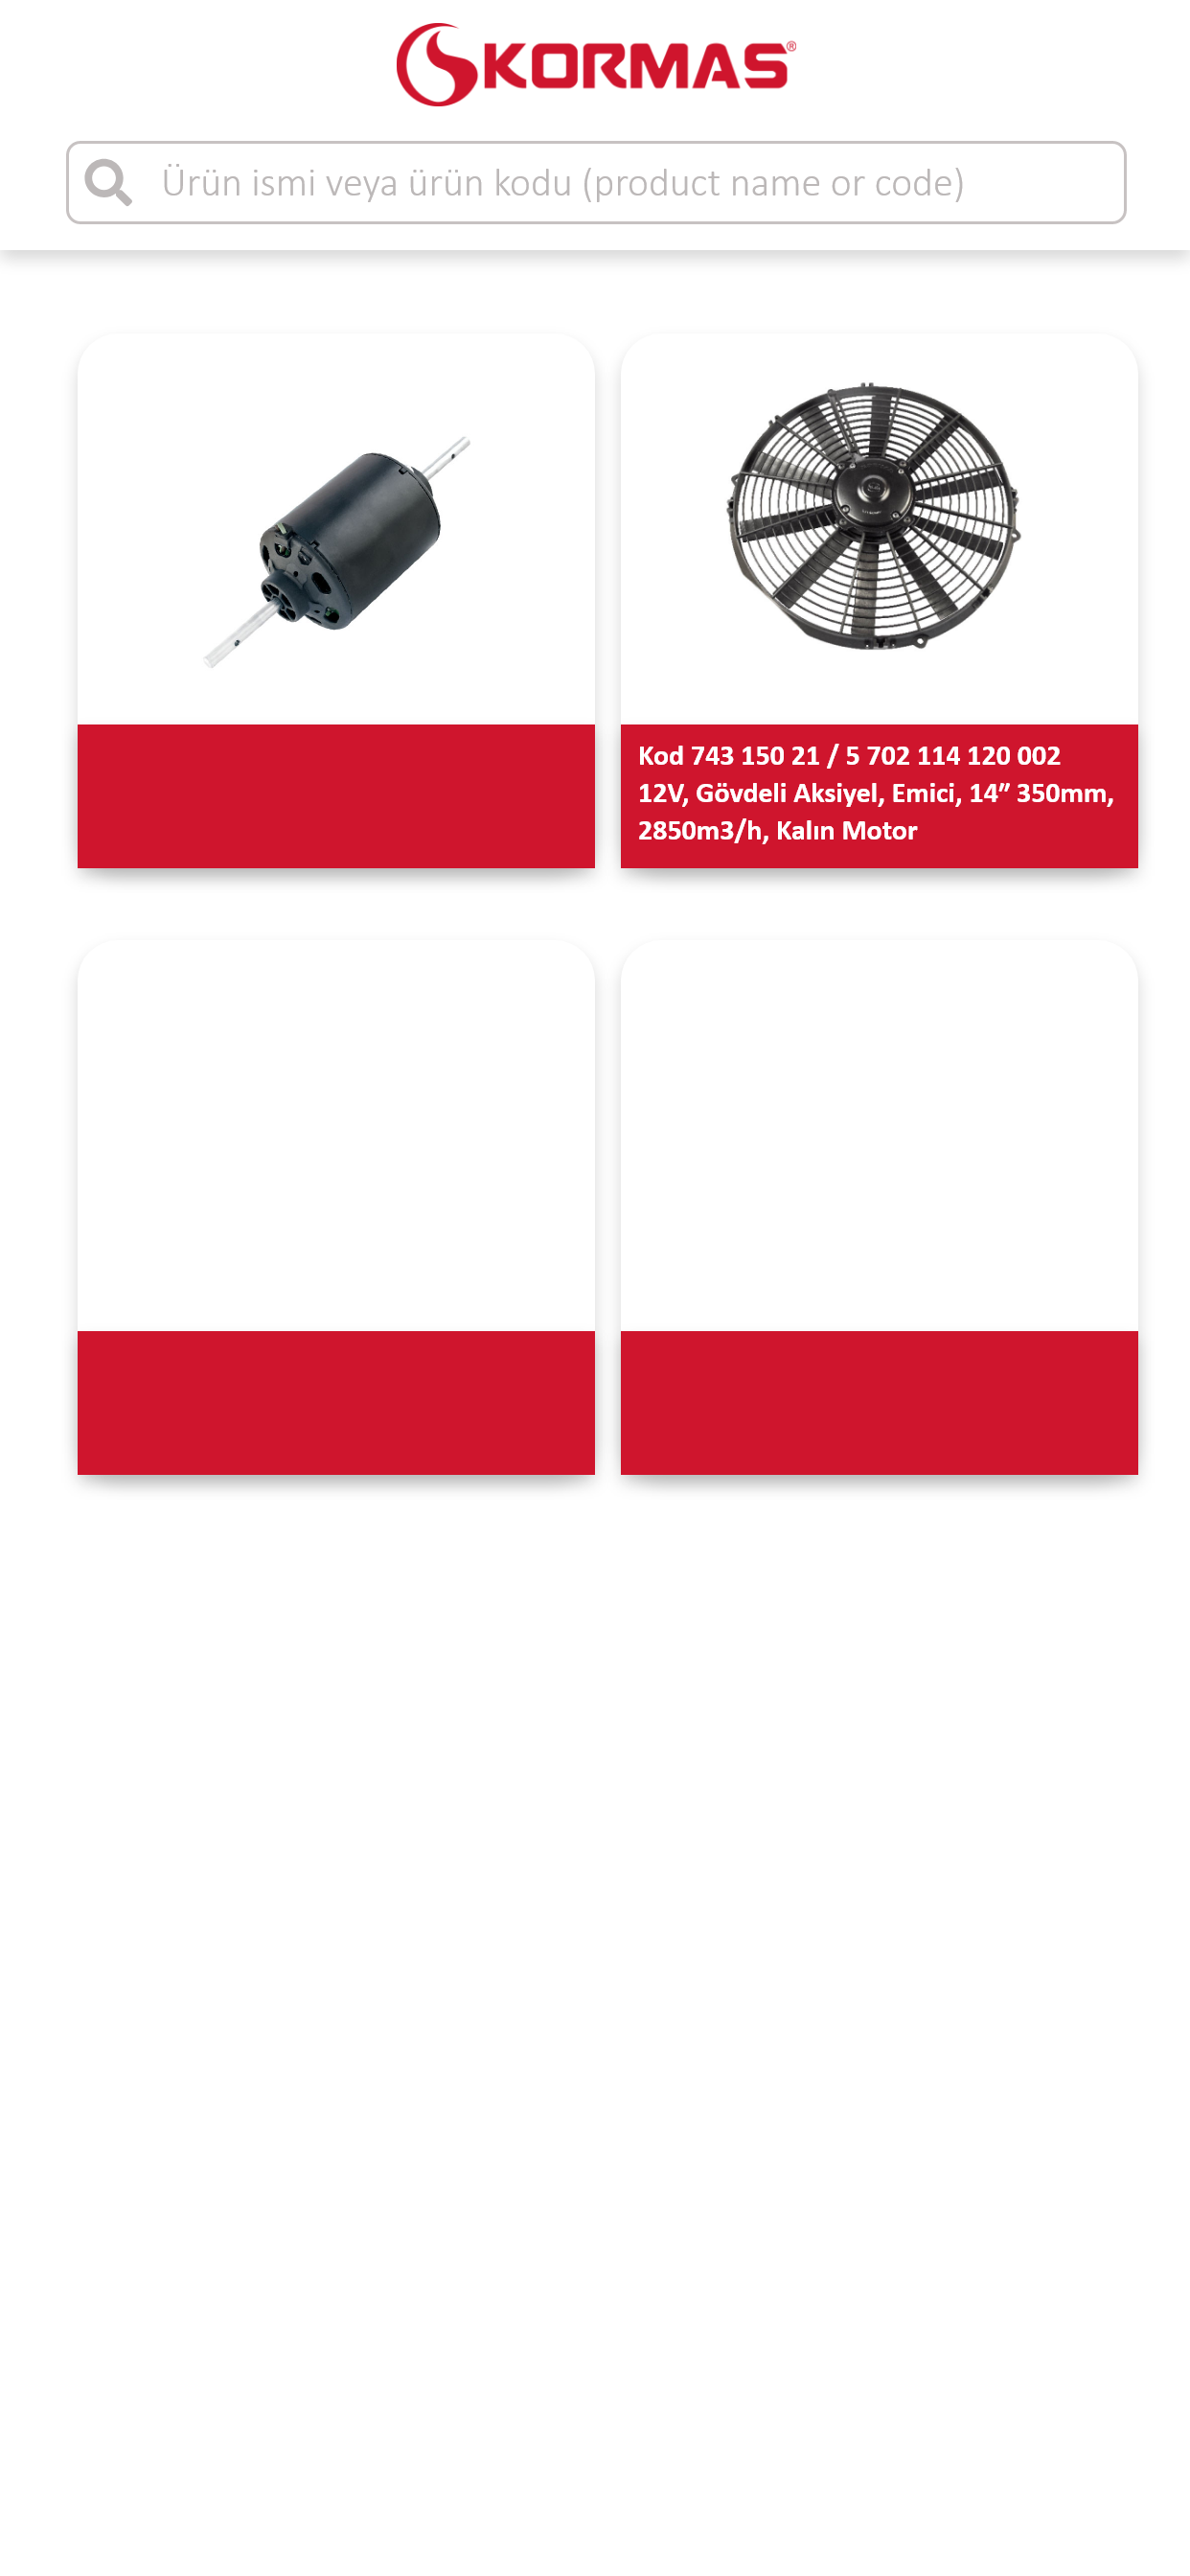 KORMAS®
Ürün ismi veya ürün kodu (product name or code)
Kod 743 150 21 / 5 702 114 120 002
12V, Gövdeli Aksiyel, Emici, 14” 350mm,
2850m3/h, Kalın Motor